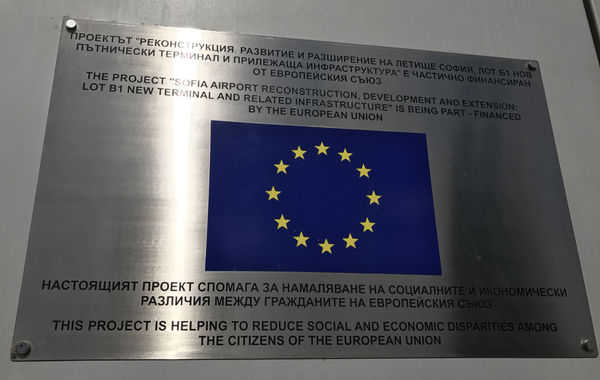 ПРОЕКТЪТ "РЕКОНСТРУКЦИЯ, РАЗВИТИЕ И РАЗШИРЕНИЕ НА ЛЕТИЩЕ СОФИЯ, ЛОТ Б1 НОВ
ПЪТНИЧЕСКИ ТЕРМИНАЛ И ПРИЛЕЖАЩА ИНФРАСТРУКТУРА" Е ЧАСТИЧНО ФИНАНСИРАН
ОТ ЕВРОПЕЙСКИЯ СЪЮЗ
THE PROJECT "SOFIA AIRPORT RECONSTRUCTION, DEVELOPMENT AND EXTENSION:
LOT B1 NEW TERMINAL AND RELATED INFRASTRUCTURE" IS BEING PART - FINANCED
BY THE EUROPEAN UNION
НАСТОЯЩИЯТ ПРОЕКТ СПОМАГА ЗА НАМАЛЯВАНЕ НА СОЦИАЛНИТЕ И ИКОНОМИЧЕСКИ
РАЗЛИЧИЯ МЕЖДУ ГРАЖДАНИТЕ НА ЕВРОПЕЙСКИЯ СЪЮЗ
THIS PROJECT IS HELPING TO REDUCE SOCIAL AND ECONOMIC DISPARITIES AMONG
THE CITIZENS OF THE EUROPEAN UNION